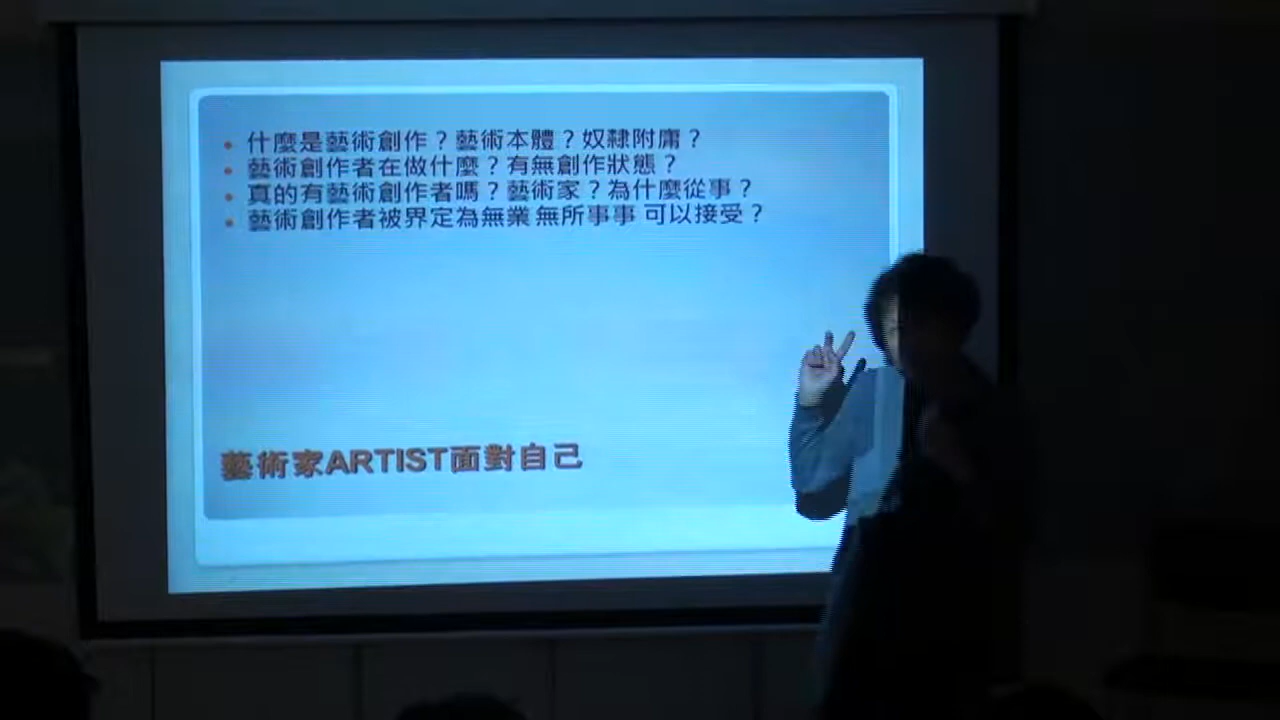 什麼是藝術創作？藝術本體？奴隸附庸？
藝術創作者在做什麼？有無創作狀態？
真的有藝術創作者嗎？藝術家？為什麼從事？
藝術創作者被界定為無業 無所事事 可以接受？
藝術家ARTIST面對自己